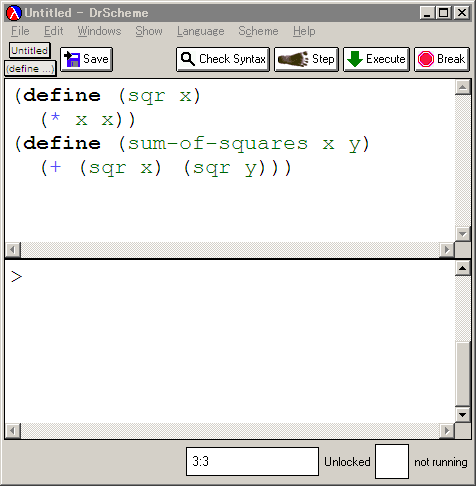 Untitled - DrScheme
File Edit Windows Show Language Scheme Help
Untitled
(define ...) Save Check Syntax Step Execute Break
(define (sqr x)
  (* x x))
(define (sum-of-squares x y)
  (+ (sqr x) (sqr y)))
>
3:3 Unlocked not running